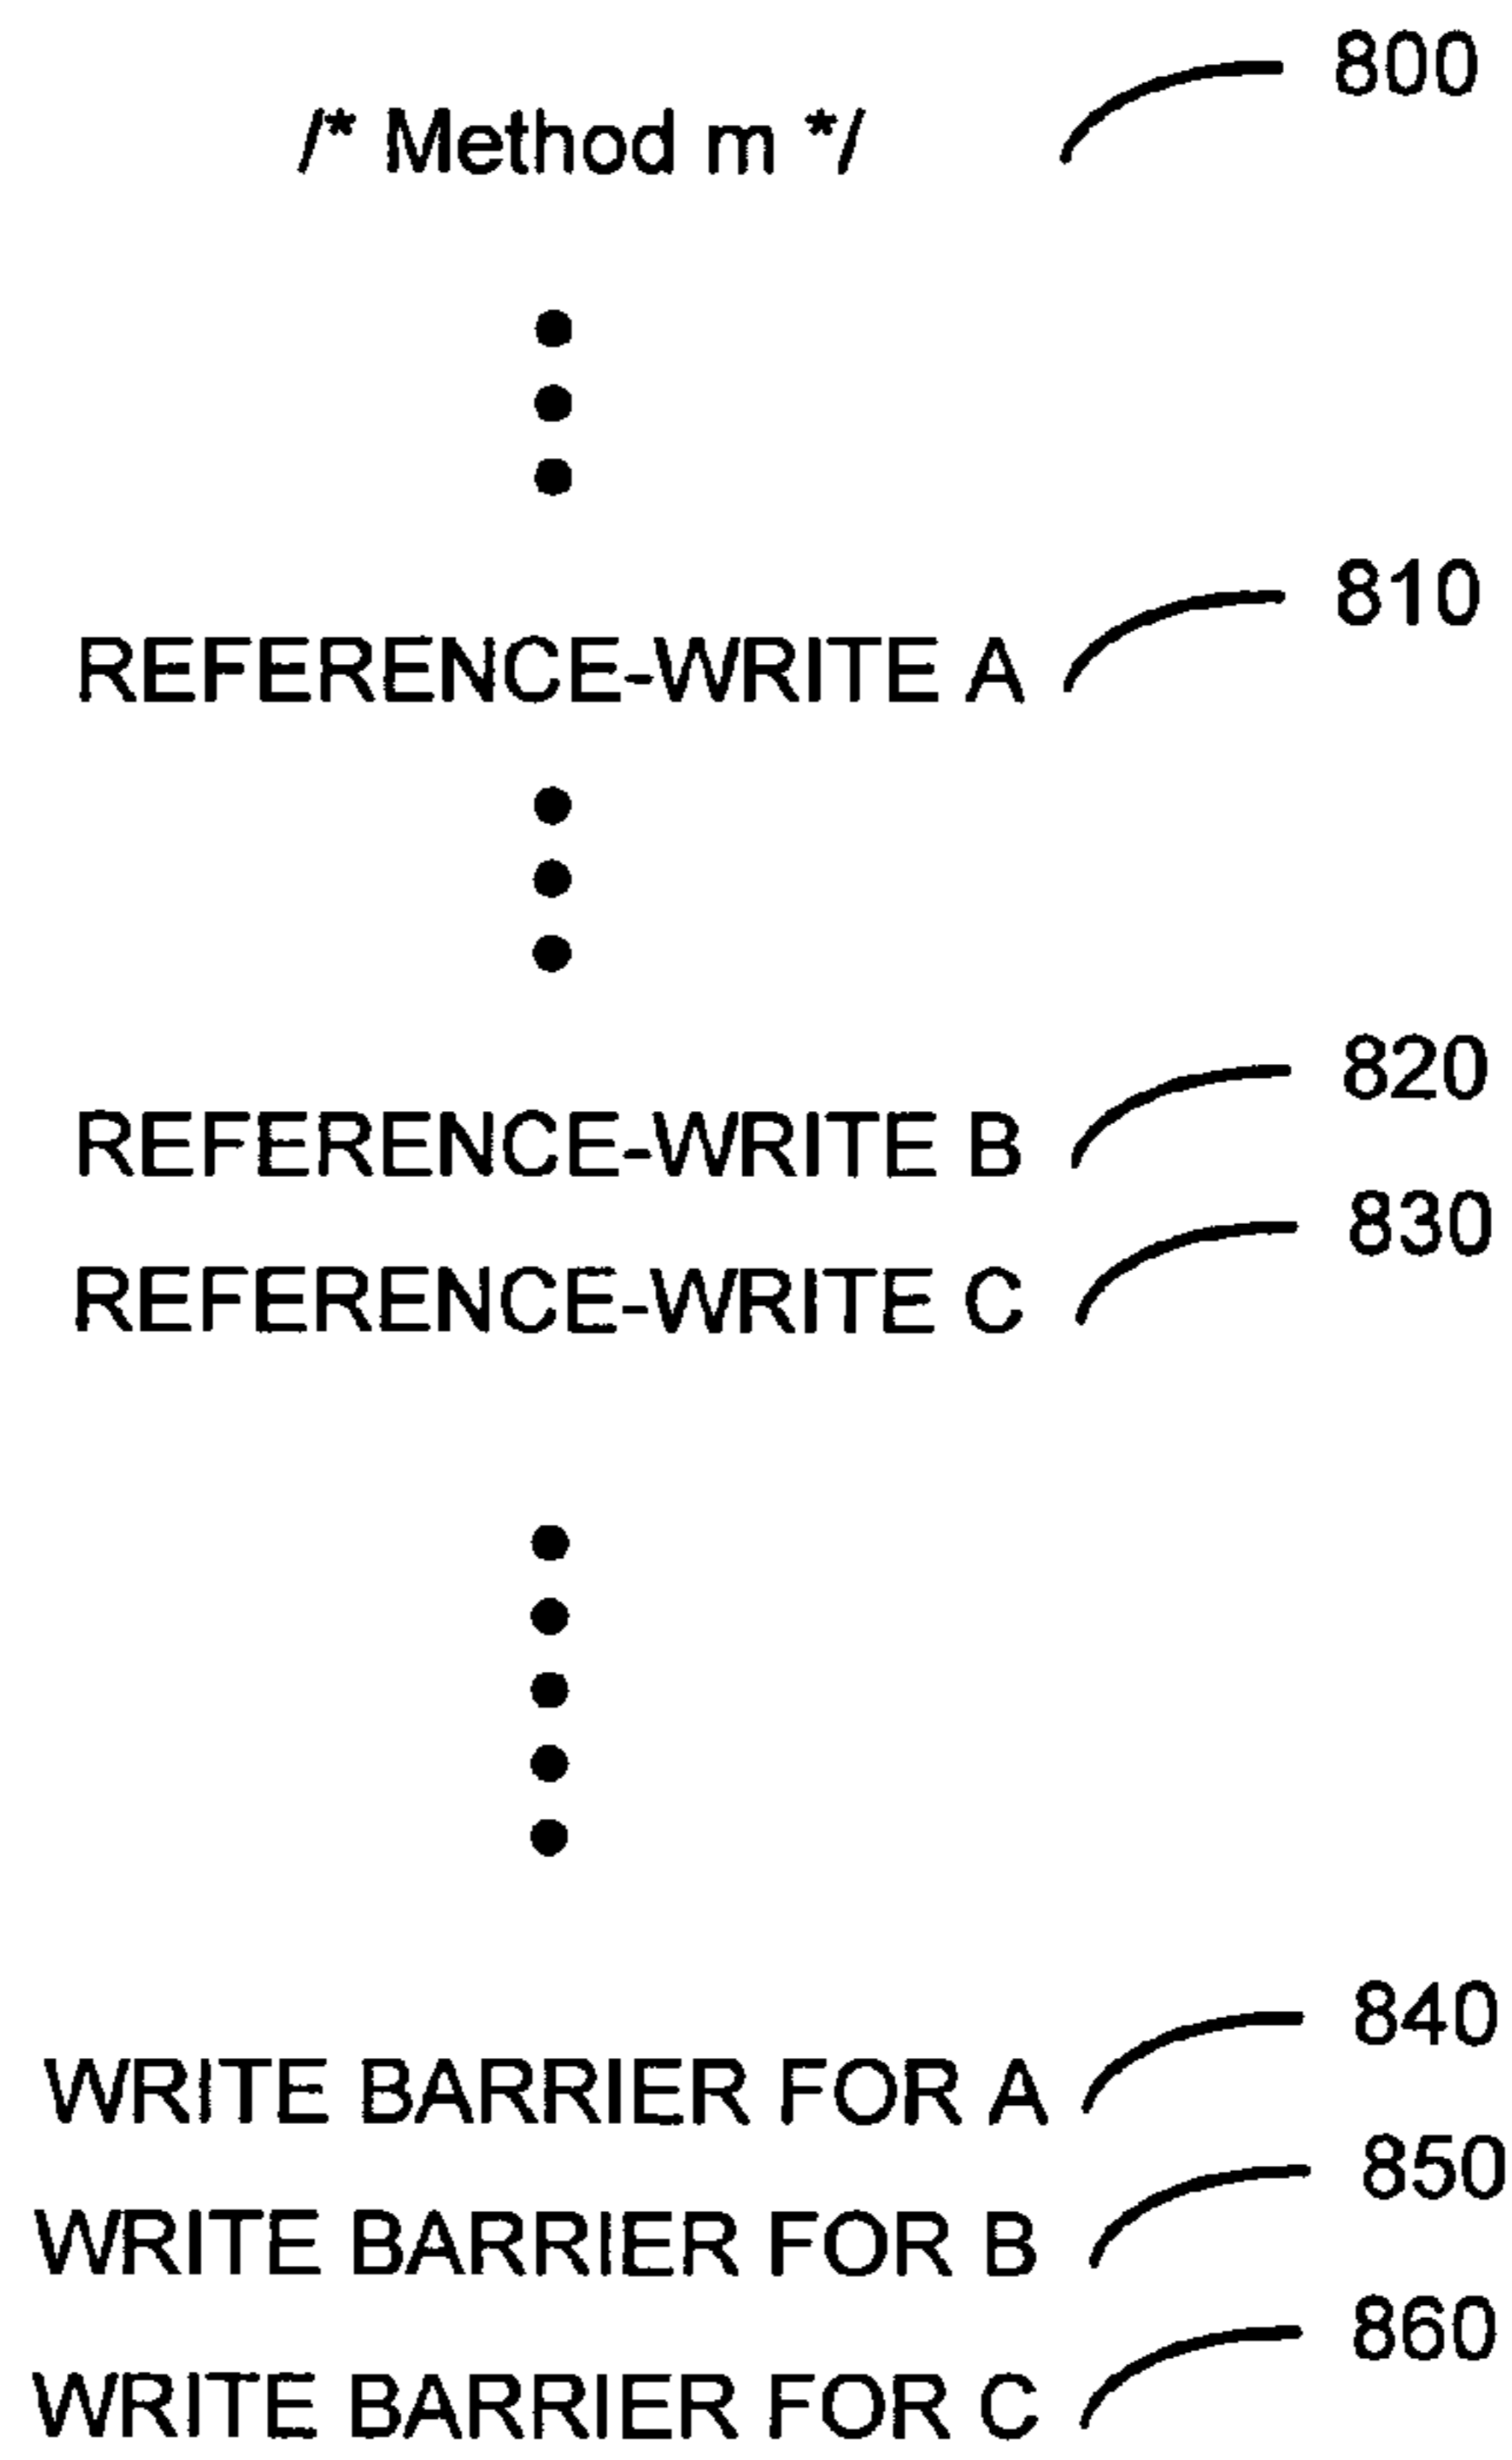 /* Method m */ 800
REFERENCE-WRITE A 810
REFERENCE-WRITE B 820
REFERENCE-WRITE C 830
WRITE BARRIER FOR A 840
WRITE BARRIER FOR B 850
WRITE BARRIER FOR C 860